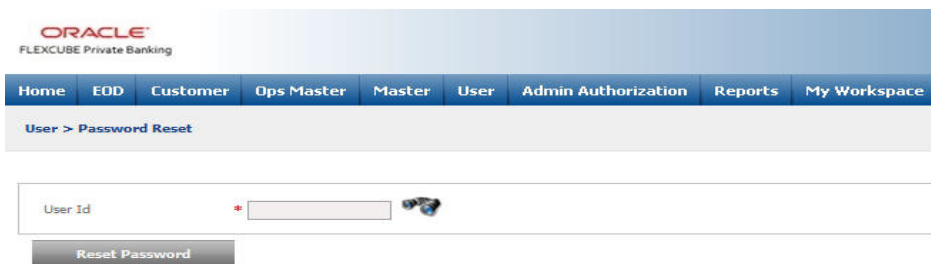 ORACLE
FLEXCUBE Private Banking
Home EOD Customer Ops Master Master User Admin Authorization Reports My Workspace
User > Password Reset
User Id *
Reset Password